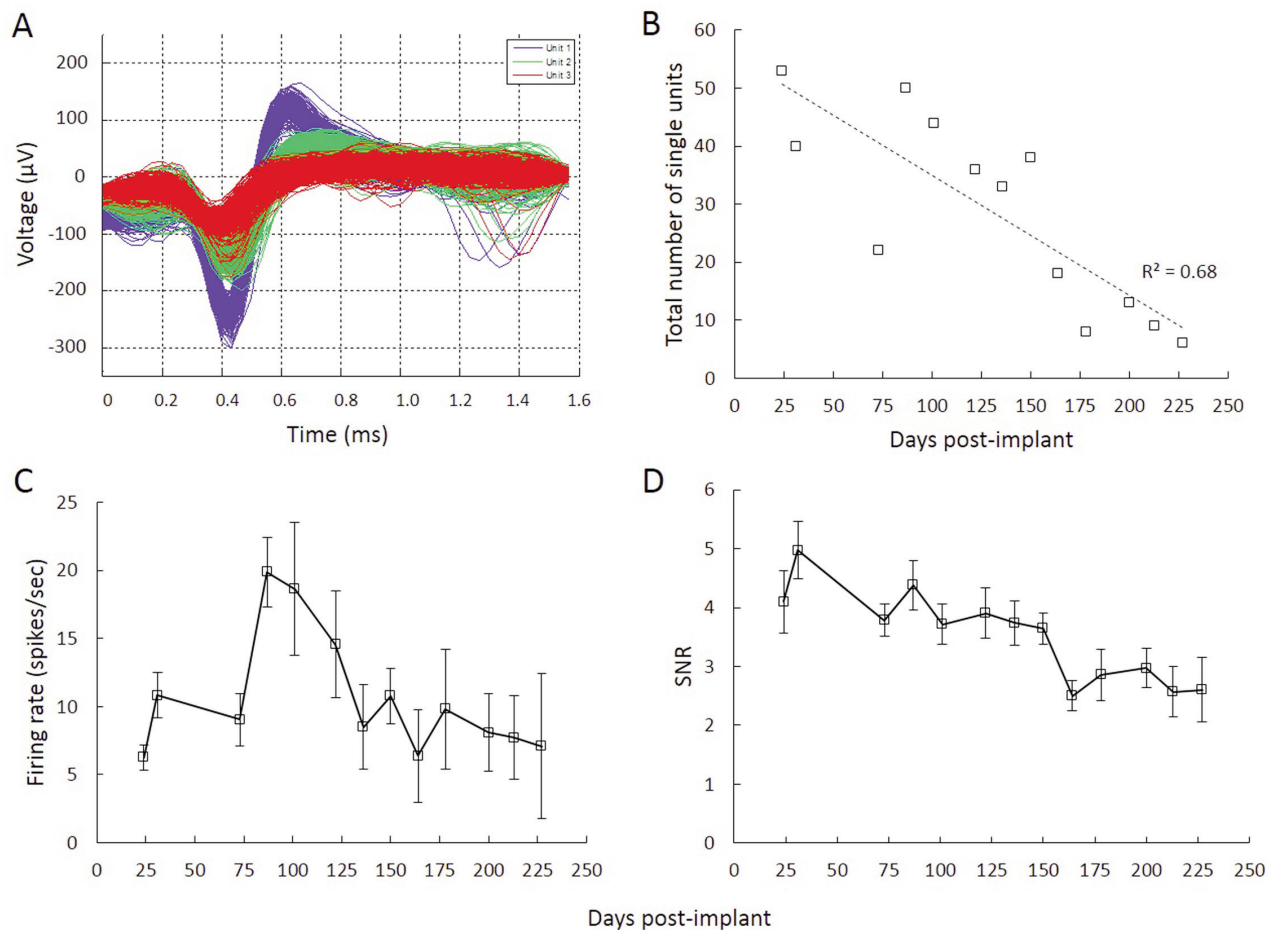 A
Voltage (µV)
200
100
0
-100
-200
-300
Unit 1
Unit 2
Unit 3
0 0.2 0.4 0.6 0.8 1.0 1.2 1.4 1.6
Time (ms)
B
Total number of single units
60
50
40
30
20
10
0
R² = 0.68
0 25 50 75 100 125 150 175 200 225 250
Days post-implant
C
Firing rate (spikes/sec)
25
20
15
10
5
0
0 25 50 75 100 125 150 175 200 225 250
D
SNR
6
5
4
3
2
1
0
0 25 50 75 100 125 150 175 200 225 250
Days post-implant